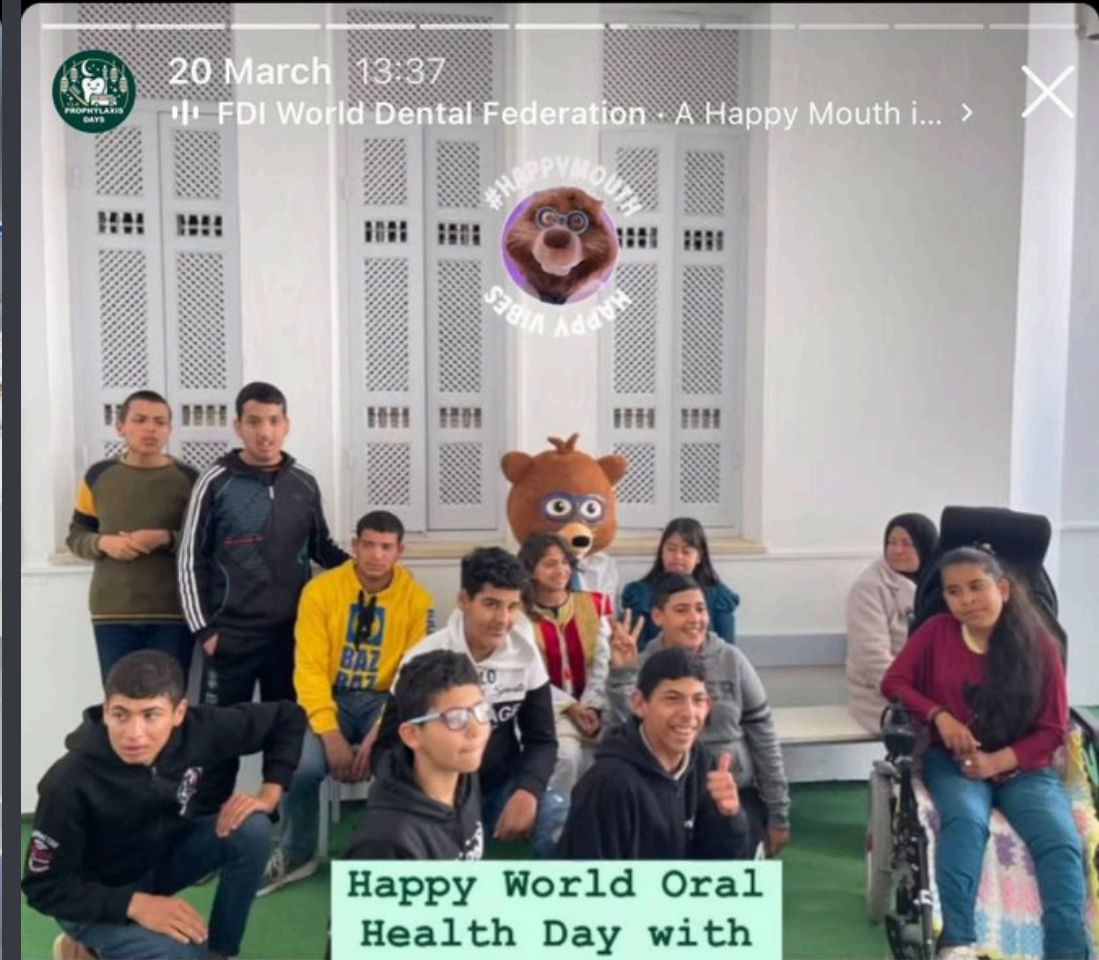 20 March 13:37
PROPHYLAXIS
DAYS
FDI World Dental Federation · A Happy Mouth i...
#HAPPYMOUTH
HAPPY VIBES
BAZ
BAZ
Happy World Oral
Health Day with